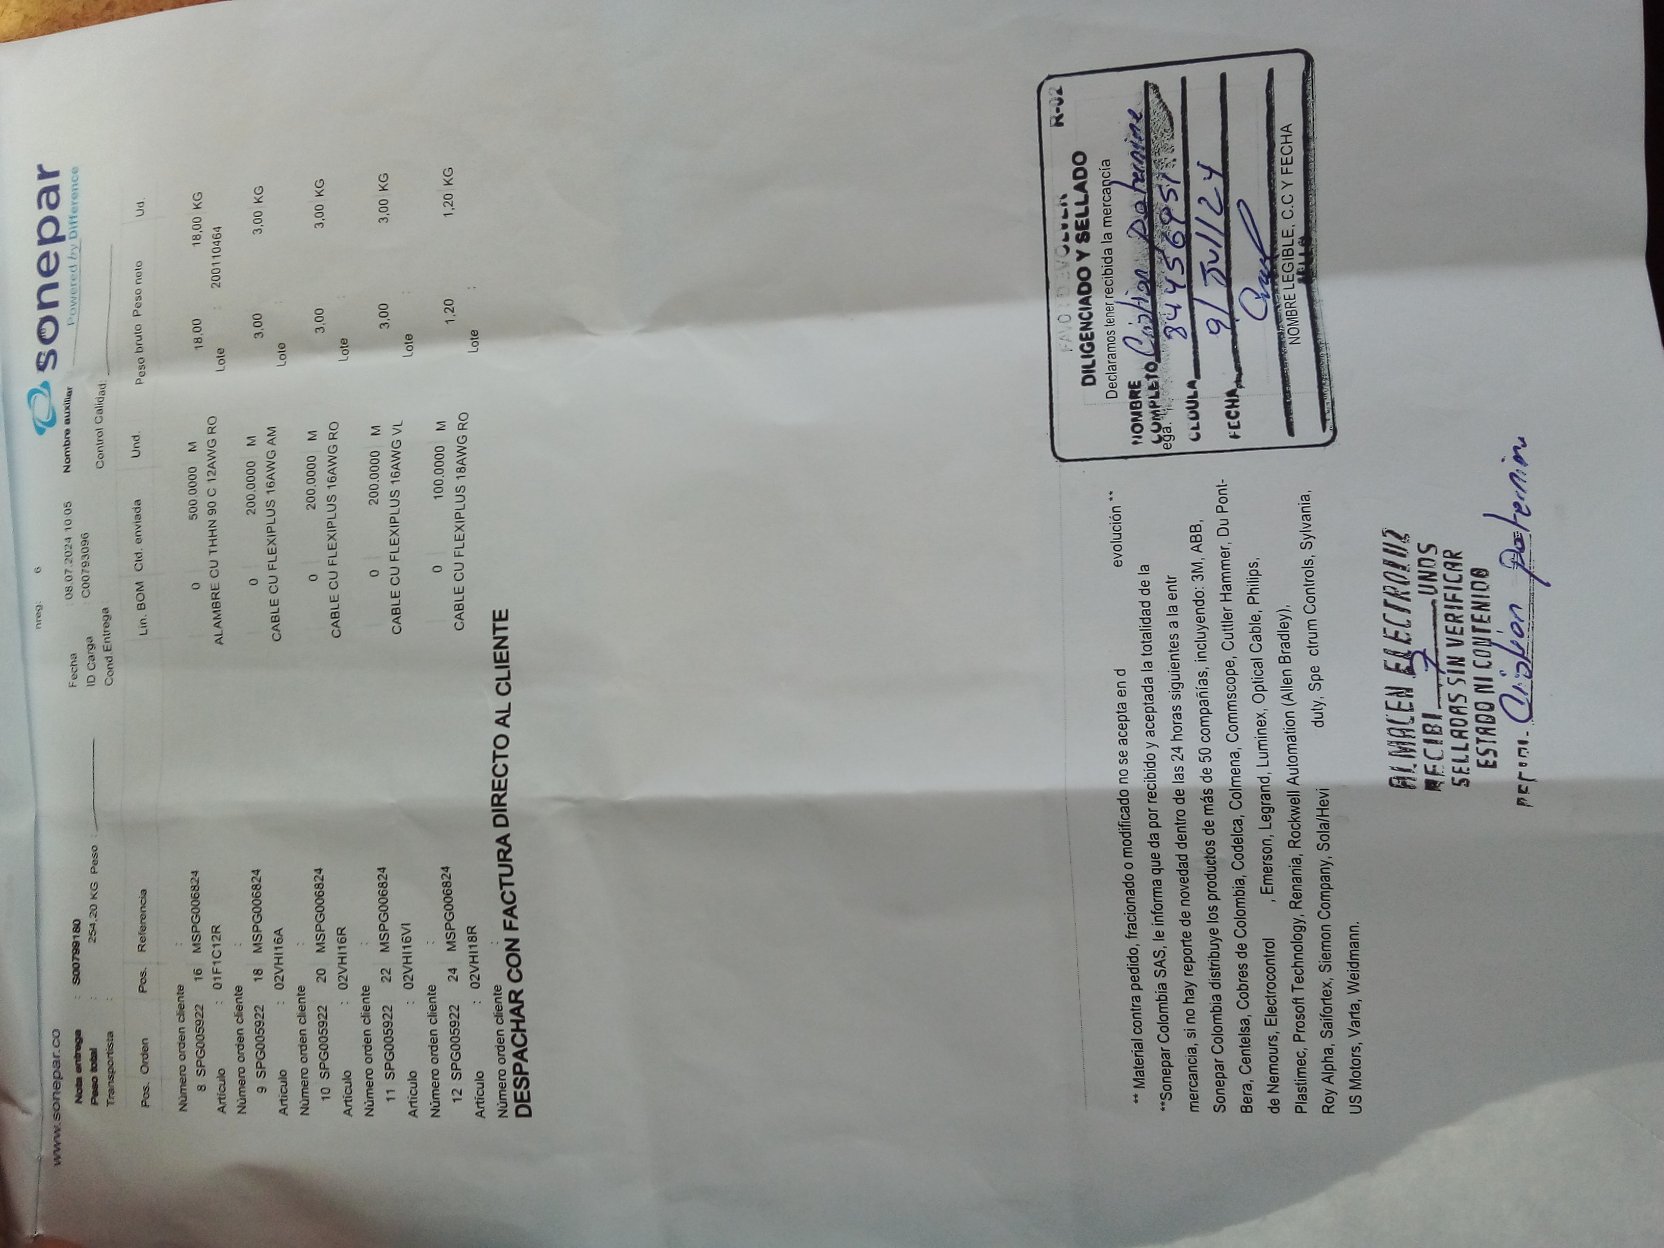 www.sonepar.co
nreg: 6
sonepar
Powered by Difference
Nota entrega : S00799180
Fecha : 08.07.2024 10:05
Nombre auxiliar
Peso total : 254,20 KG Peso :
ID Carga : C00793096
Transportista :
Cond.Entrega
Control Calidad:
Pos. Orden Pos. Referencia Lin. BOM Ctd. enviada Und. Peso bruto Peso neto Ud.
Número orden cliente :
8 SPG005922 16 MSPG006824 0 500.0000 M 18,00 18,00 KG
Artículo : 01F1C12R ALAMBRE CU THHN 90 C 12AWG RO Lote : 200110464
Número orden cliente :
9 SPG005922 18 MSPG006824 0 200.0000 M 3,00 3,00 KG
Artículo : 02VHI16A CABLE CU FLEXIPLUS 16AWG AM Lote :
Número orden cliente :
10 SPG005922 20 MSPG006824 0 200.0000 M 3,00 3,00 KG
Artículo : 02VHI16R CABLE CU FLEXIPLUS 16AWG RO Lote :
Número orden cliente :
11 SPG005922 22 MSPG006824 0 200.0000 M 3,00 3,00 KG
Artículo : 02VHI16VI CABLE CU FLEXIPLUS 16AWG VL Lote :
Número orden cliente :
12 SPG005922 24 MSPG006824 0 100.0000 M 1,20 1,20 KG
Artículo : 02VHI18R CABLE CU FLEXIPLUS 18AWG RO Lote :
Número orden cliente :
DESPACHAR CON FACTURA DIRECTO AL CLIENTE
R-02
DILIGENCIADO Y SELLADO
Declaramos tener recibida la mercancía
NOMBRE
COMPLETO
CEDULA
FECHA 9/Jul/24
NOMBRE LEGIBLE, C.C Y FECHA
** Material contra pedido, fracionado o modificado no se acepta en d evolución **
**Sonepar Colombia SAS, le informa que da por recibido y aceptada la totalidad de la
mercancia, si no hay reporte de novedad dentro de las 24 horas siguientes a la entr ega.
Sonepar Colombia distribuye los productos de más de 50 compañías, incluyendo: 3M, ABB,
Bera, Centelsa, Cobres de Colombia, Codelca, Colmena, Commscope, Cuttler Hammer, Du Pont-
de Nemours, Electrocontrol , Emerson, Legrand, Luminex, Optical Cable, Philips,
Plastimec, Prosoft Technology, Renania, Rockwell Automation (Allen Bradley),
Roy Alpha, Saifortex, Siemon Company, Sola/Hevi duty, Spe ctrum Controls, Sylvania,
US Motors, Varta, Weidmann.
ALMACEN ELECTROLUZ
RECIBI 7 UNDS
SELLADAS SIN VERIFICAR
ESTADO NI CONTENIDO